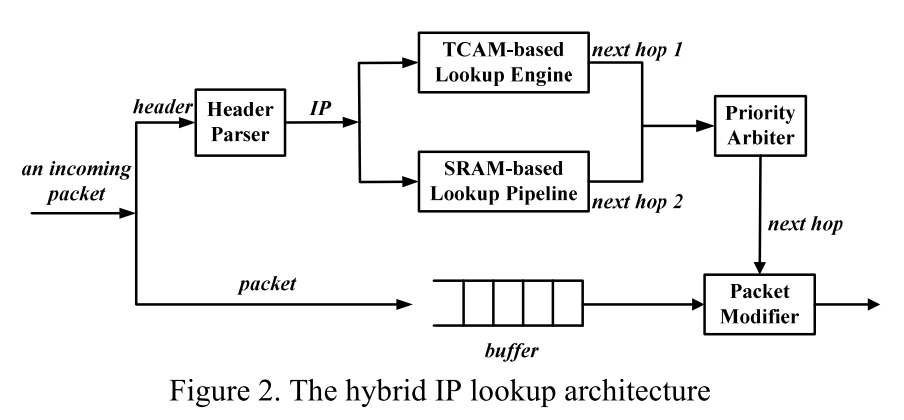 TCAM-based
Lookup Engine
next hop 1
header
Header
Parser
IP
Priority
Arbiter
an incoming
packet
SRAM-based
Lookup Pipeline
next hop 2
next hop
packet
buffer
Packet
Modifier
Figure 2. The hybrid IP lookup architecture